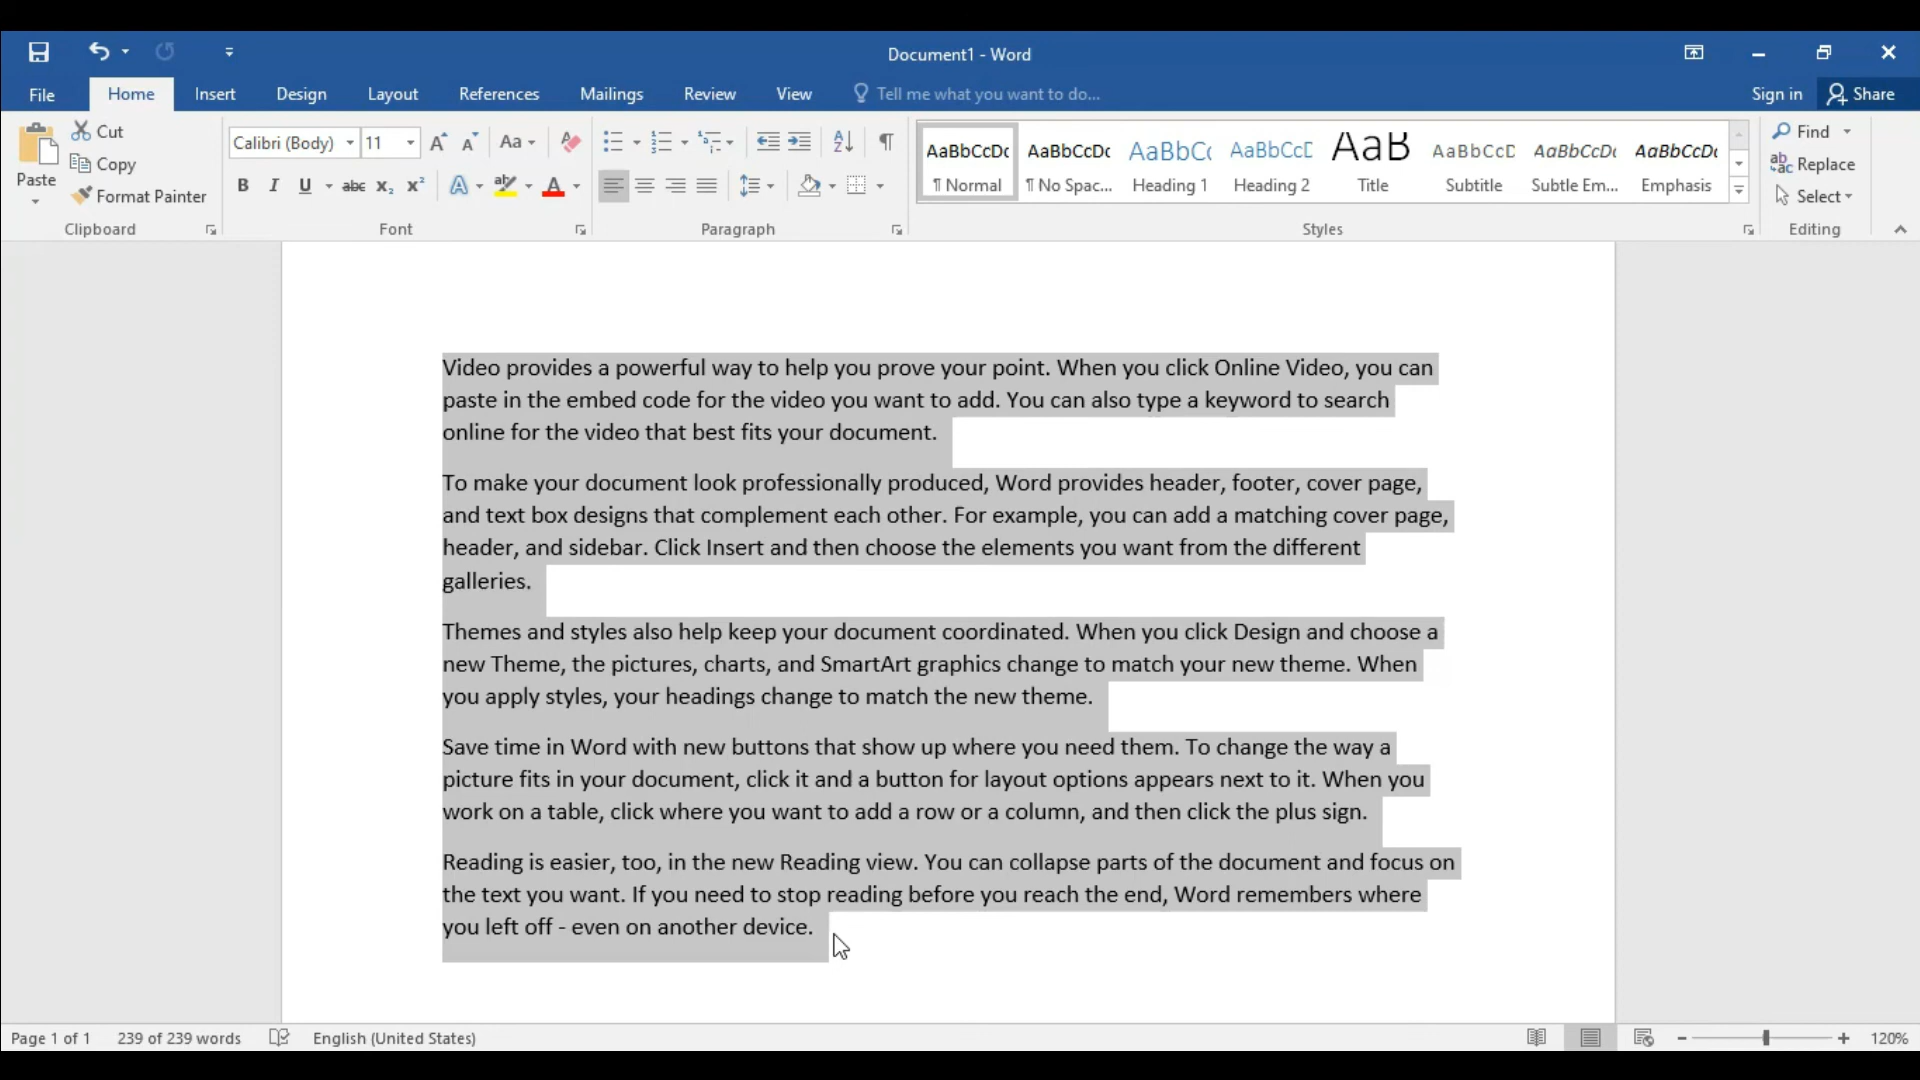 Document1 - Word
File Home Insert Design Layout References Mailings Review View Tell me what you want to do... Sign in Share
Cut
Copy
Format Painter
Paste
Clipboard
Calibri (Body) 11
Font
Paragraph
AaBbCcDc AaBbCcDc AaBbCc AaBbCcD AaB AaBbCcD AaBbCcDc AaBbCcDc
¶ Normal ¶ No Spac... Heading 1 Heading 2 Title Subtitle Subtle Em... Emphasis
Styles
Find
Replace
Select
Editing
Video provides a powerful way to help you prove your point. When you click Online Video, you can
paste in the embed code for the video you want to add. You can also type a keyword to search
online for the video that best fits your document.
To make your document look professionally produced, Word provides header, footer, cover page,
and text box designs that complement each other. For example, you can add a matching cover page,
header, and sidebar. Click Insert and then choose the elements you want from the different
galleries.
Themes and styles also help keep your document coordinated. When you click Design and choose a
new Theme, the pictures, charts, and SmartArt graphics change to match your new theme. When
you apply styles, your headings change to match the new theme.
Save time in Word with new buttons that show up where you need them. To change the way a
picture fits in your document, click it and a button for layout options appears next to it. When you
work on a table, click where you want to add a row or a column, and then click the plus sign.
Reading is easier, too, in the new Reading view. You can collapse parts of the document and focus on
the text you want. If you need to stop reading before you reach the end, Word remembers where
you left off - even on another device.
Page 1 of 1 239 of 239 words English (United States) 120%